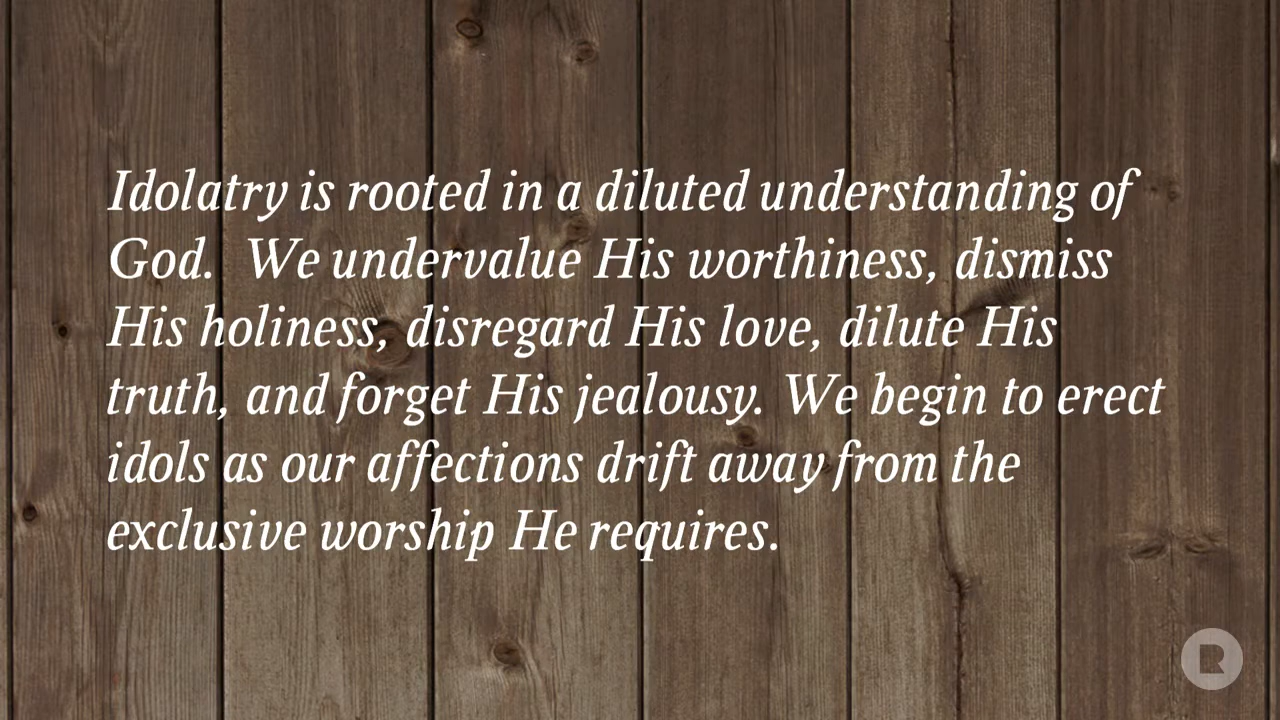 Idolatry is rooted in a diluted understanding of
God.  We undervalue His worthiness, dismiss
His holiness, disregard His love, dilute His
truth, and forget His jealousy.  We begin to erect
idols as our affections drift away from the
exclusive worship He requires.
R